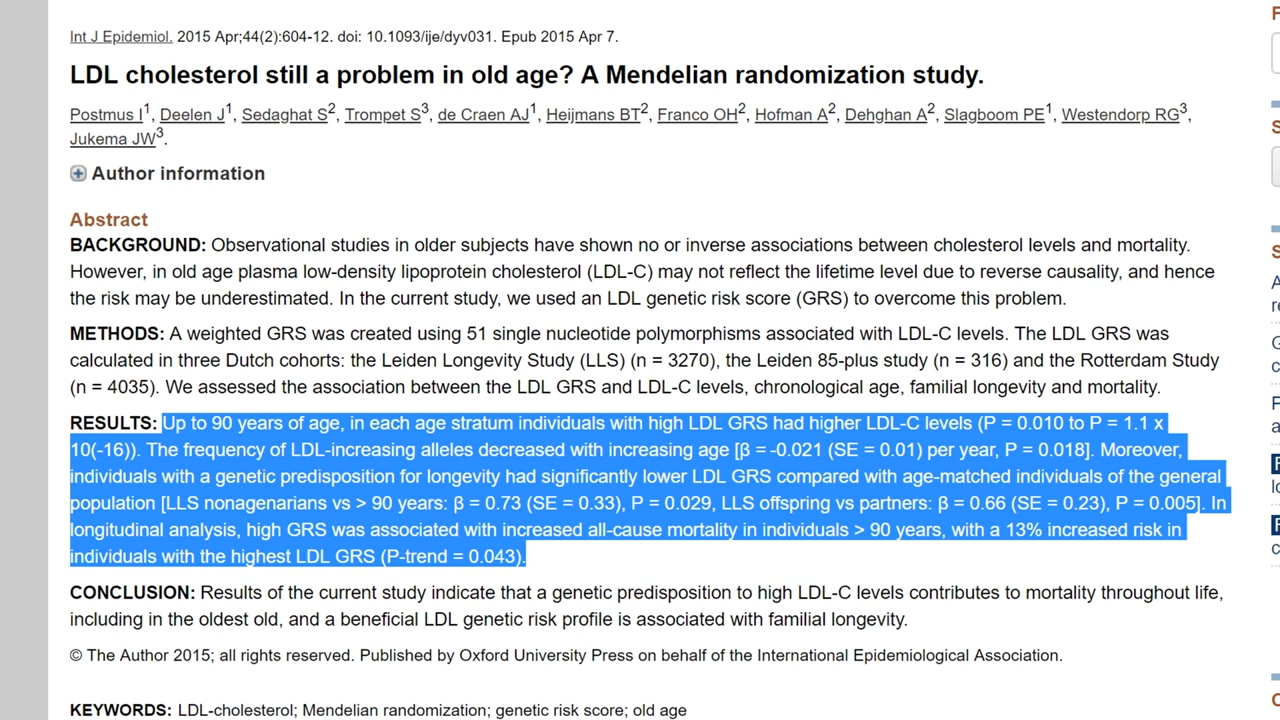 Int J Epidemiol. 2015 Apr;44(2):604-12. doi: 10.1093/ije/dyv031. Epub 2015 Apr 7.
LDL cholesterol still a problem in old age? A Mendelian randomization study.
Postmus I1, Deelen J1, Sedaghat S2, Trompet S3, de Craen AJ1, Heijmans BT2, Franco OH2, Hofman A2, Dehghan A2, Slagboom PE1, Westendorp RG3,
Jukema JW3.
Author information
Abstract
BACKGROUND: Observational studies in older subjects have shown no or inverse associations between cholesterol levels and mortality.
However, in old age plasma low-density lipoprotein cholesterol (LDL-C) may not reflect the lifetime level due to reverse causality, and hence
the risk may be underestimated. In the current study, we used an LDL genetic risk score (GRS) to overcome this problem.
METHODS: A weighted GRS was created using 51 single nucleotide polymorphisms associated with LDL-C levels. The LDL GRS was
calculated in three Dutch cohorts: the Leiden Longevity Study (LLS) (n = 3270), the Leiden 85-plus study (n = 316) and the Rotterdam Study
(n = 4035). We assessed the association between the LDL GRS and LDL-C levels, chronological age, familial longevity and mortality.
RESULTS: Up to 90 years of age, in each age stratum individuals with high LDL GRS had higher LDL-C levels (P = 0.010 to P = 1.1 x
10(-16)). The frequency of LDL-increasing alleles decreased with increasing age [β = -0.021 (SE = 0.01) per year, P = 0.018]. Moreover,
individuals with a genetic predisposition for longevity had significantly lower LDL GRS compared with age-matched individuals of the general
population [LLS nonagenarians vs > 90 years: β = 0.73 (SE = 0.33), P = 0.029, LLS offspring vs partners: β = 0.66 (SE = 0.23), P = 0.005]. In
longitudinal analysis, high GRS was associated with increased all-cause mortality in individuals > 90 years, with a 13% increased risk in
individuals with the highest LDL GRS (P-trend = 0.043).
CONCLUSION: Results of the current study indicate that a genetic predisposition to high LDL-C levels contributes to mortality throughout life,
including in the oldest old, and a beneficial LDL genetic risk profile is associated with familial longevity.
© The Author 2015; all rights reserved. Published by Oxford University Press on behalf of the International Epidemiological Association.
KEYWORDS: LDL-cholesterol; Mendelian randomization; genetic risk score; old age